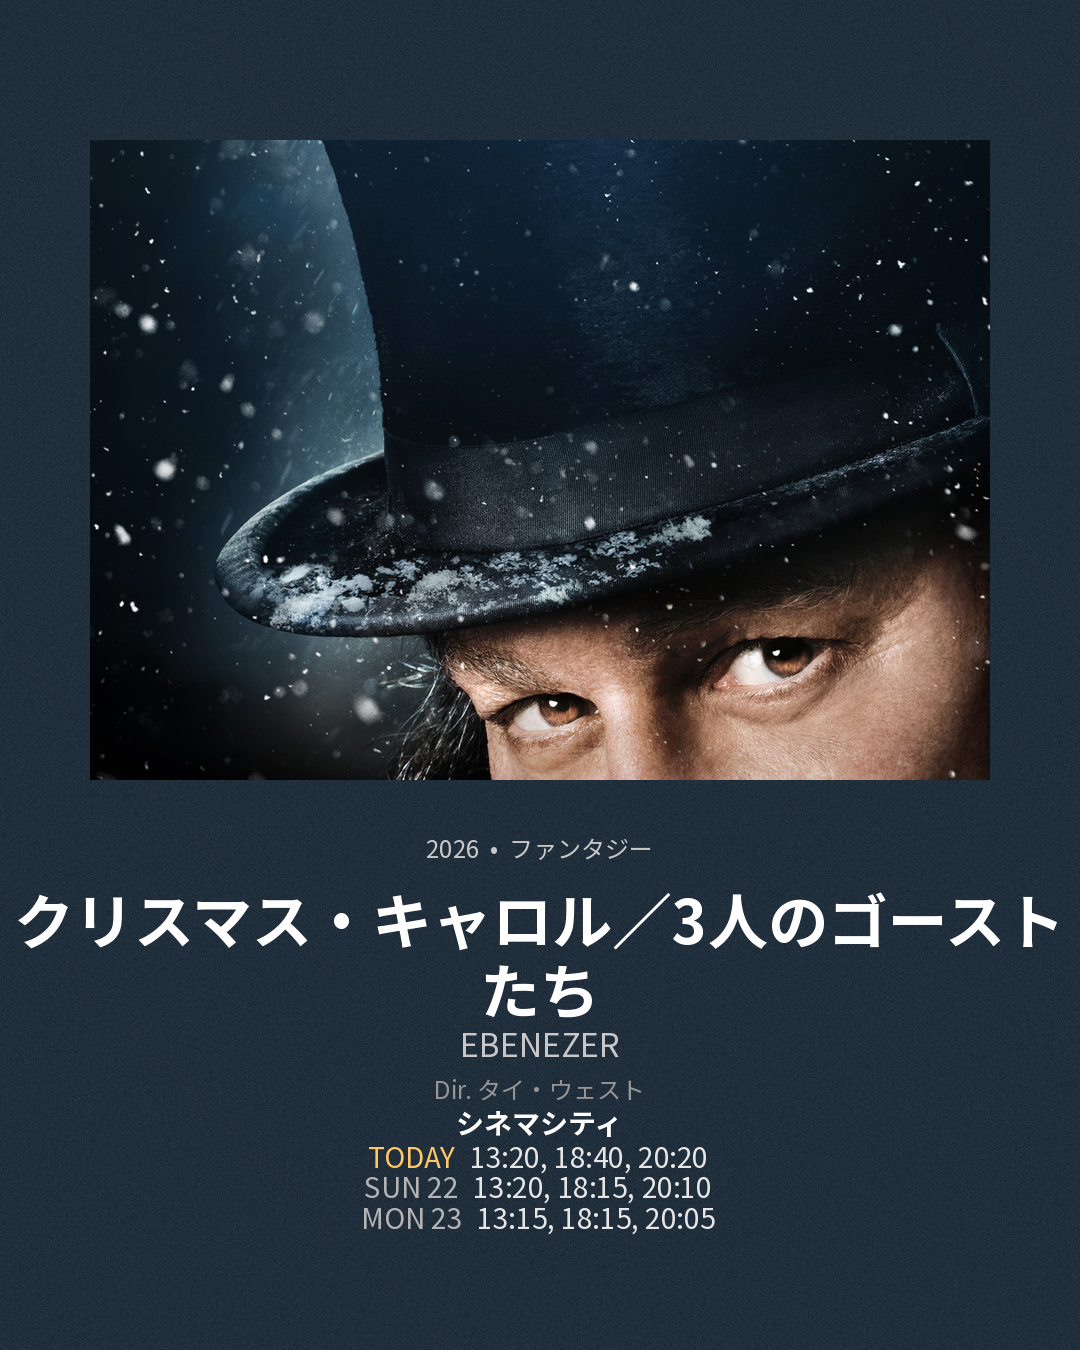 2026 • ファンタジー
クリスマス・キャロル／3人のゴースト
たち
EBENEZER
Dir. タイ・ウェスト
シネマシティ
TODAY 13:20, 18:40, 20:20
SUN 22 13:20, 18:15, 20:10
MON 23 13:15, 18:15, 20:05